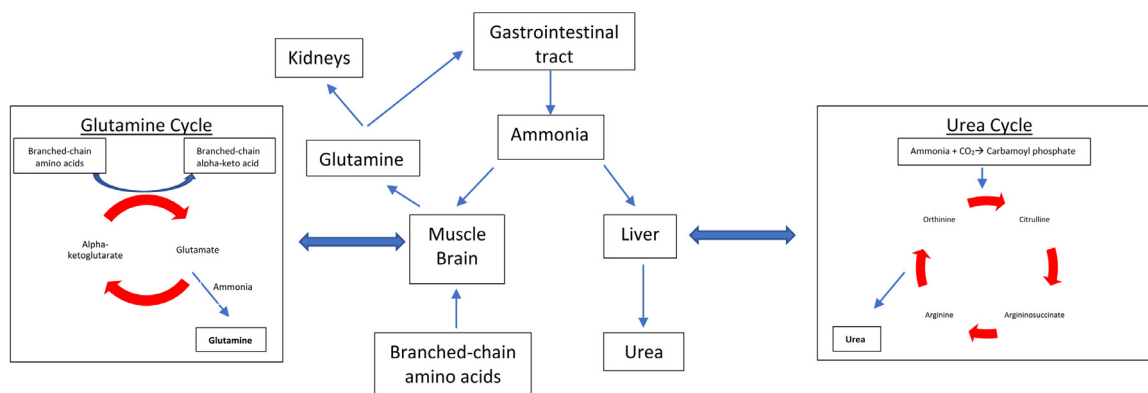 Gastrointestinal
tract
Kidneys
Glutamine Cycle
Branched-chain
amino acids
Branched-chain
alpha-keto acid
Alpha-
ketoglutarate
Glutamate
Ammonia
Glutamine
Glutamine
Ammonia
Muscle
Brain
Liver
Branched-chain
amino acids
Urea
Urea Cycle
Ammonia + CO₂→ Carbamoyl phosphate
Orthinine
Citrulline
Arginine
Argininosuccinate
Urea